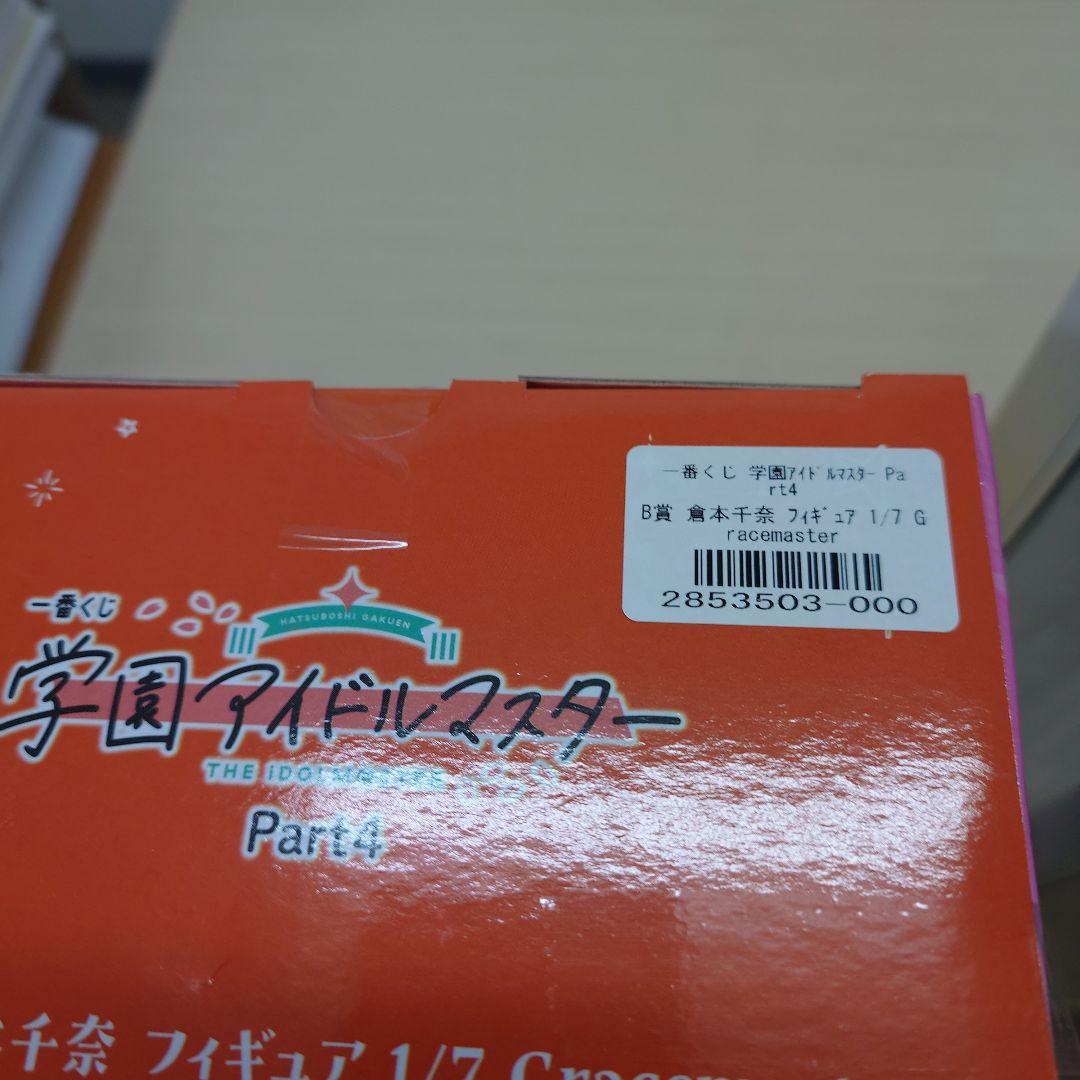 一番くじ 学園ｱｲﾄﾞﾙﾏｽﾀｰ Pa
rt4
B賞 倉本千奈 ﾌｨｷﾞｭｱ 1/7 G
racemaster
2853503-000
一番くじ
HATSUBOSHI GAKUEN
学園アイドルマスター
THE IDOLM@STER
Part4
千奈 フィギュア 1/7